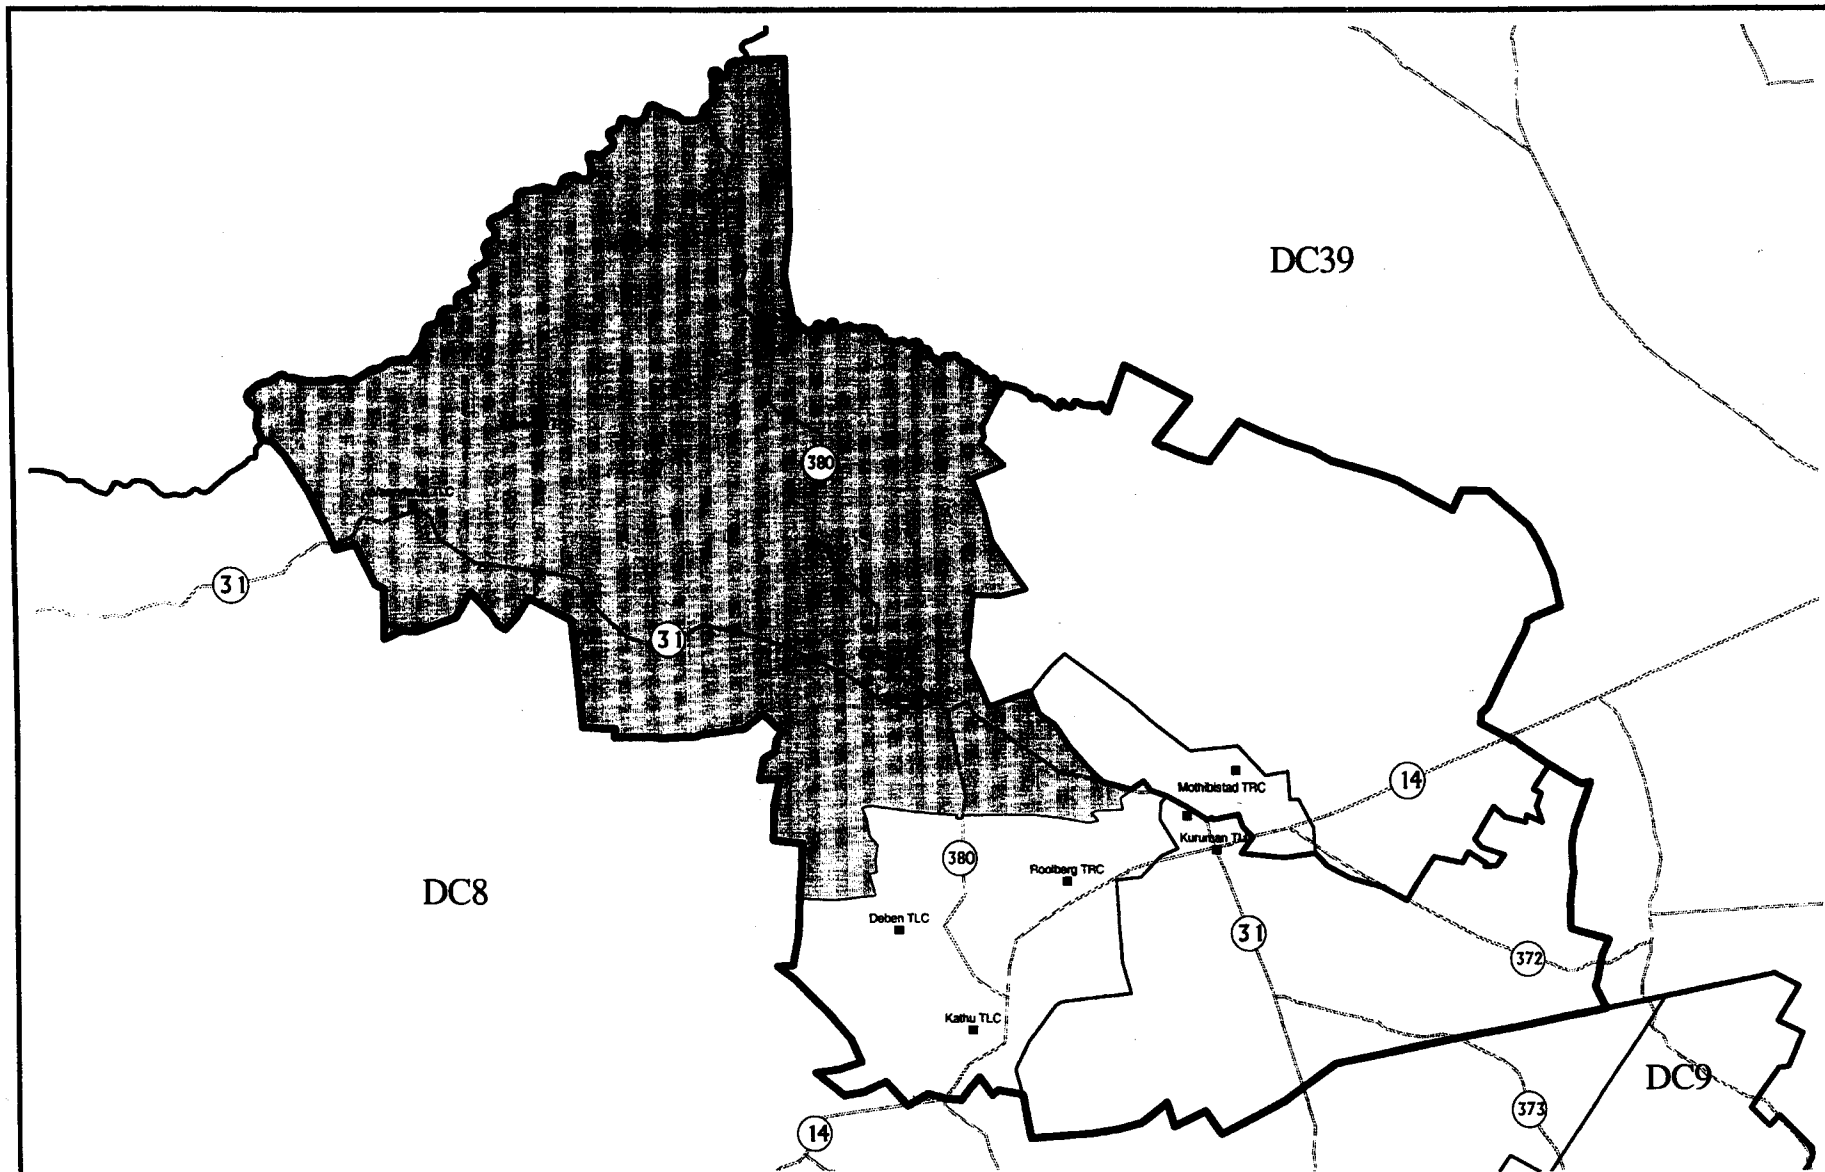 DC39
380
31
31
14
Mothibistad TRC
Kuruman TL
380
Rooiberg TRC
DC8
Deben TLC
31
372
Kathu TLC
DC9
373
14